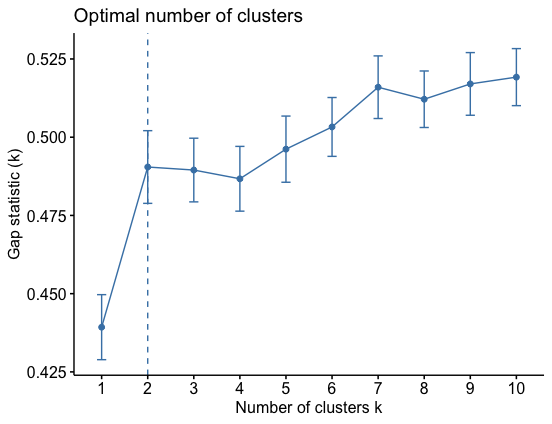 Optimal number of clusters
Gap statistic (k)
0.525
0.500
0.475
0.450
0.425
1 2 3 4 5 6 7 8 9 10
Number of clusters k